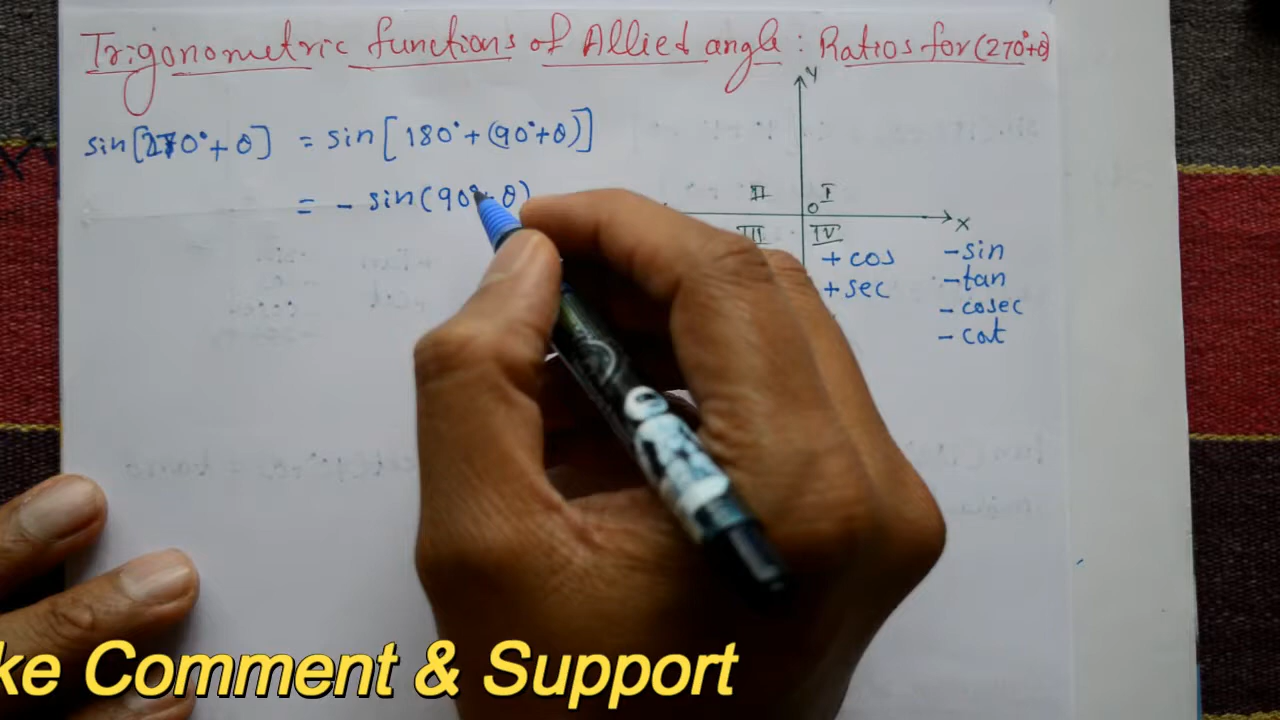 Trigonometric functions of Allied angle : Ratios for (270°+θ)
sin[270°+ θ] = sin[180°+(90°+θ)]
= - sin(90°+θ)
Y
II I
O X
III IV
+ cos - sin
+ sec - tan
- cosec
- cot
ke Comment & Support